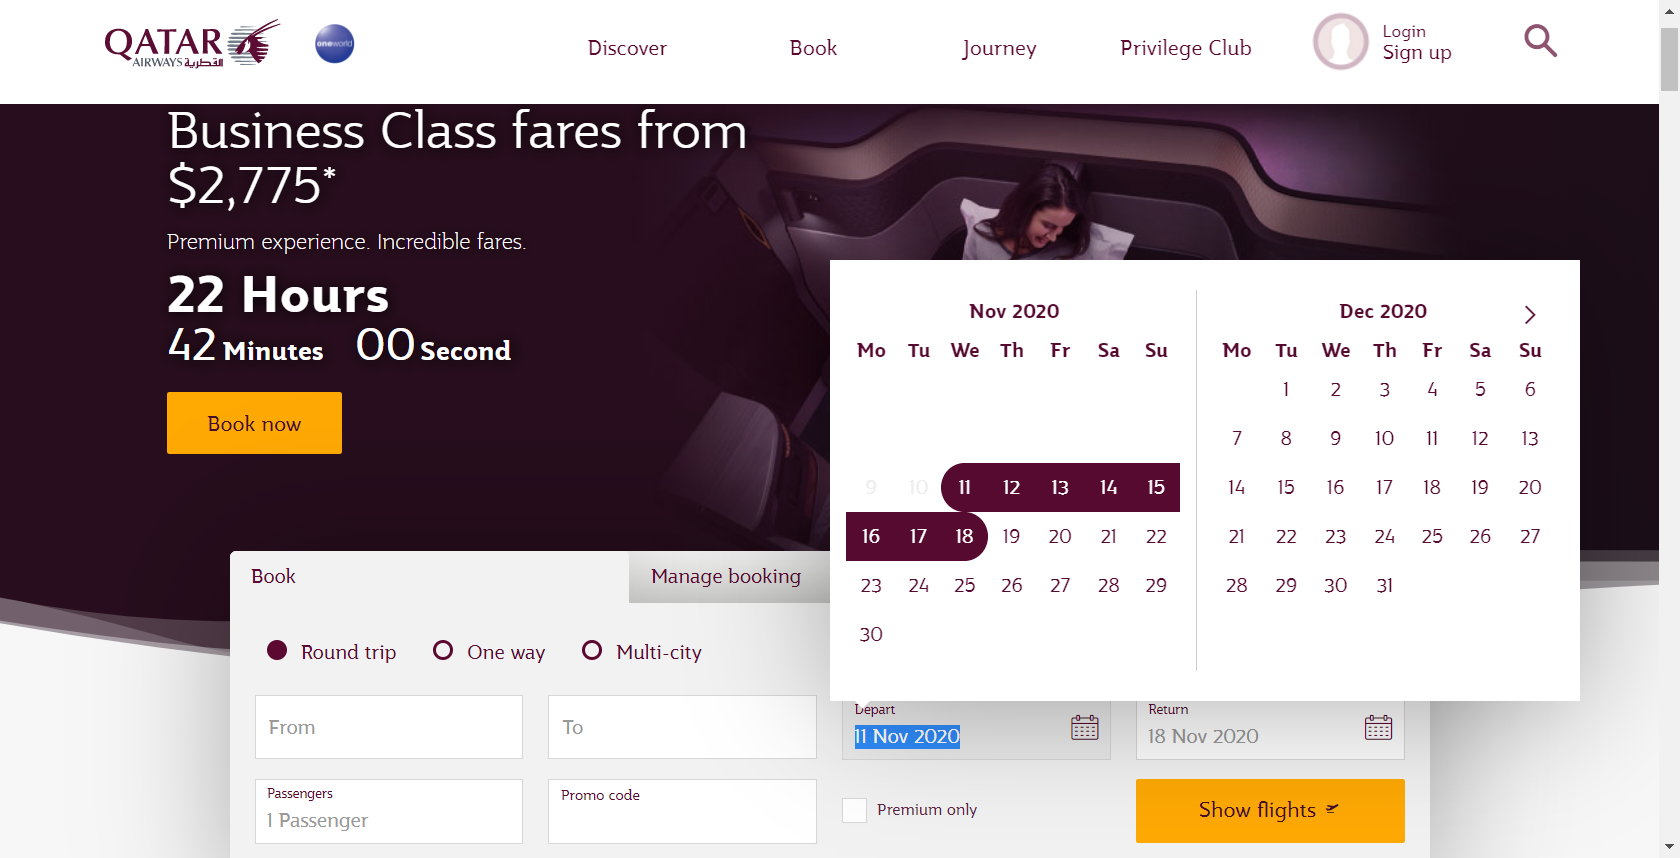 QATAR
AIRWAYS القطرية
oneworld
Discover
Book
Journey
Privilege Club
Login
Sign up
Business Class fares from
$2,775*
Premium experience. Incredible fares.
22 Hours
42 Minutes 00 Second
Book now
Nov 2020
Mo Tu We Th Fr Sa Su
9 10 11 12 13 14 15
16 17 18 19 20 21 22
23 24 25 26 27 28 29
30
Dec 2020
Mo Tu We Th Fr Sa Su
1 2 3 4 5 6
7 8 9 10 11 12 13
14 15 16 17 18 19 20
21 22 23 24 25 26 27
28 29 30 31
Book
Manage booking
Round trip
One way
Multi-city
From
To
Depart
11 Nov 2020
Return
18 Nov 2020
Passengers
1 Passenger
Promo code
Premium only
Show flights